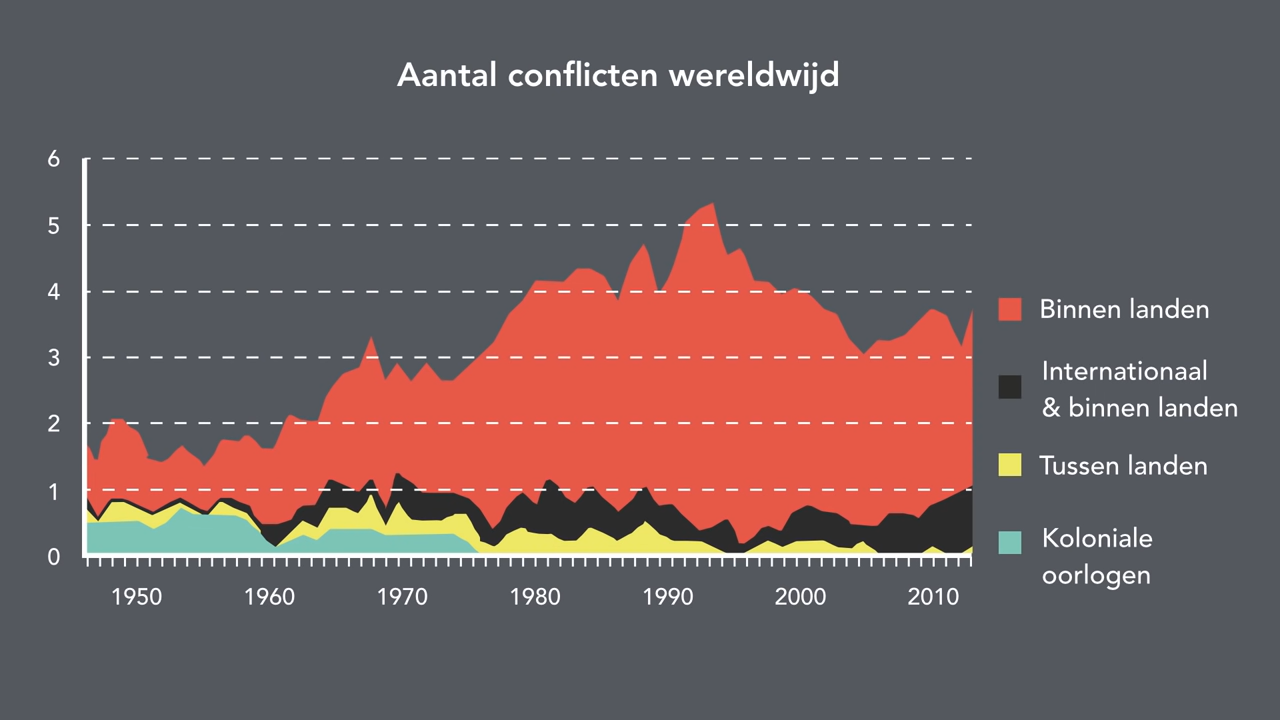 Aantal conflicten wereldwijd
6
5
4
3
2
1
0
1950 1960 1970 1980 1990 2000 2010
Binnen landen
Internationaal
& binnen landen
Tussen landen
Koloniale
oorlogen